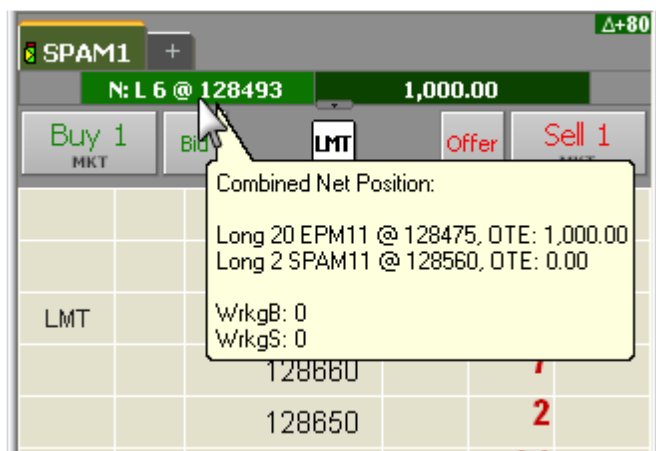 Δ+80
SPAM1 +
N: L 6 @ 128493 1,000.00
Buy 1 LMT Offer Sell 1
MKT
Combined Net Position:
Long 20 EPM11 @ 128475, OTE: 1,000.00
Long 2 SPAM11 @ 128560, OTE: 0.00
LMT
WrkgB: 0
WrkgS: 0
128660
128650 2